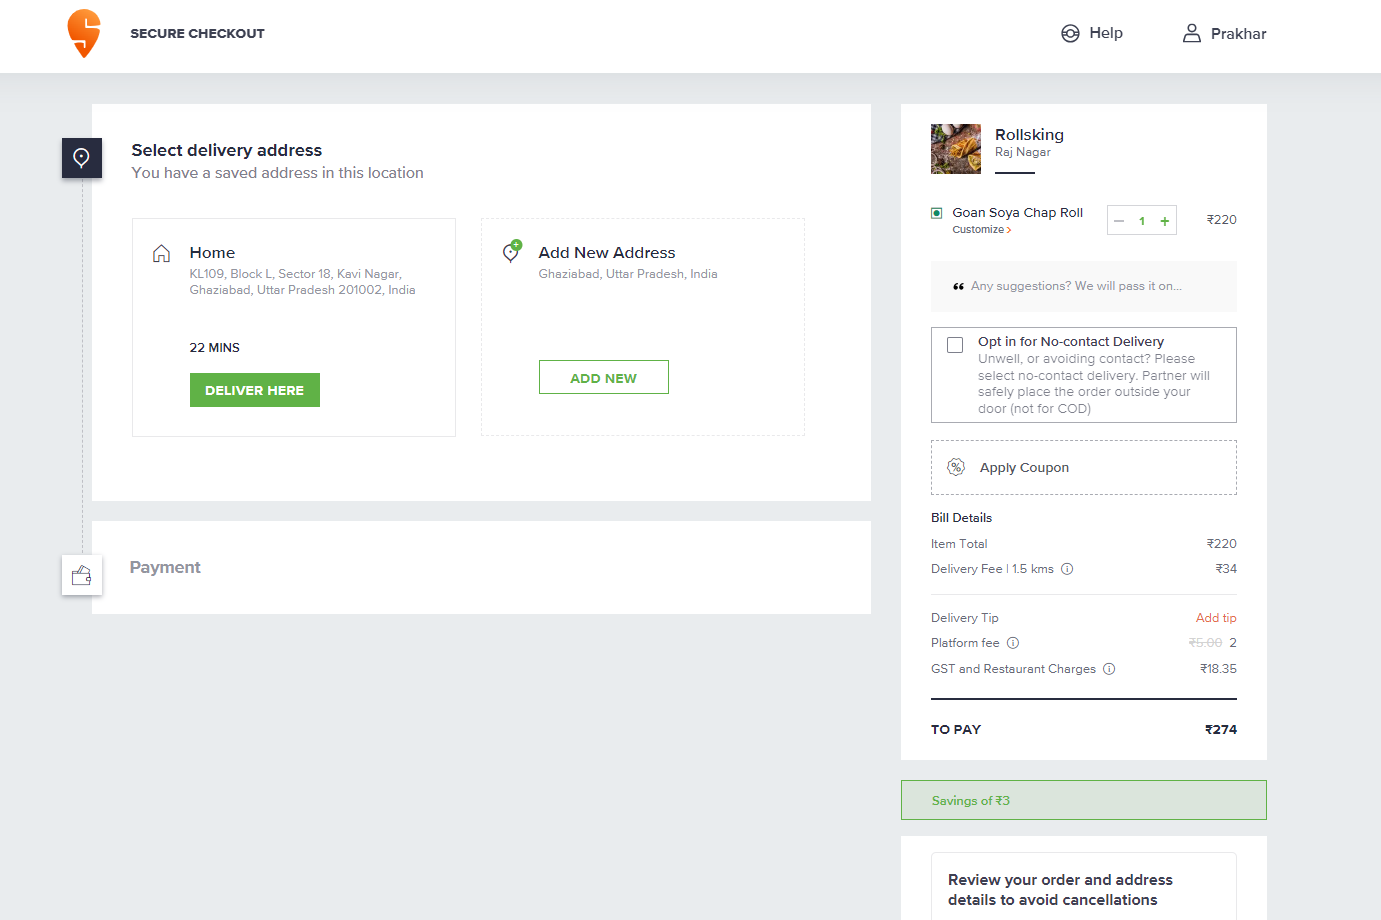 SECURE CHECKOUT
Help
Prakhar
Select delivery address
You have a saved address in this location
Home
KL109, Block L, Sector 18, Kavi Nagar,
Ghaziabad, Uttar Pradesh 201002, India
22 MINS
DELIVER HERE
Add New Address
Ghaziabad, Uttar Pradesh, India
ADD NEW
Payment
Rollsking
Raj Nagar
Goan Soya Chap Roll
Customize >
− 1 +
₹220
❝ Any suggestions? We will pass it on...
Opt in for No-contact Delivery
Unwell, or avoiding contact? Please
select no-contact delivery. Partner will
safely place the order outside your
door (not for COD)
Apply Coupon
Bill Details
Item Total ₹220
Delivery Fee | 1.5 kms ₹34
Delivery Tip Add tip
Platform fee ₹5.00 2
GST and Restaurant Charges ₹18.35
TO PAY ₹274
Savings of ₹3
Review your order and address
details to avoid cancellations